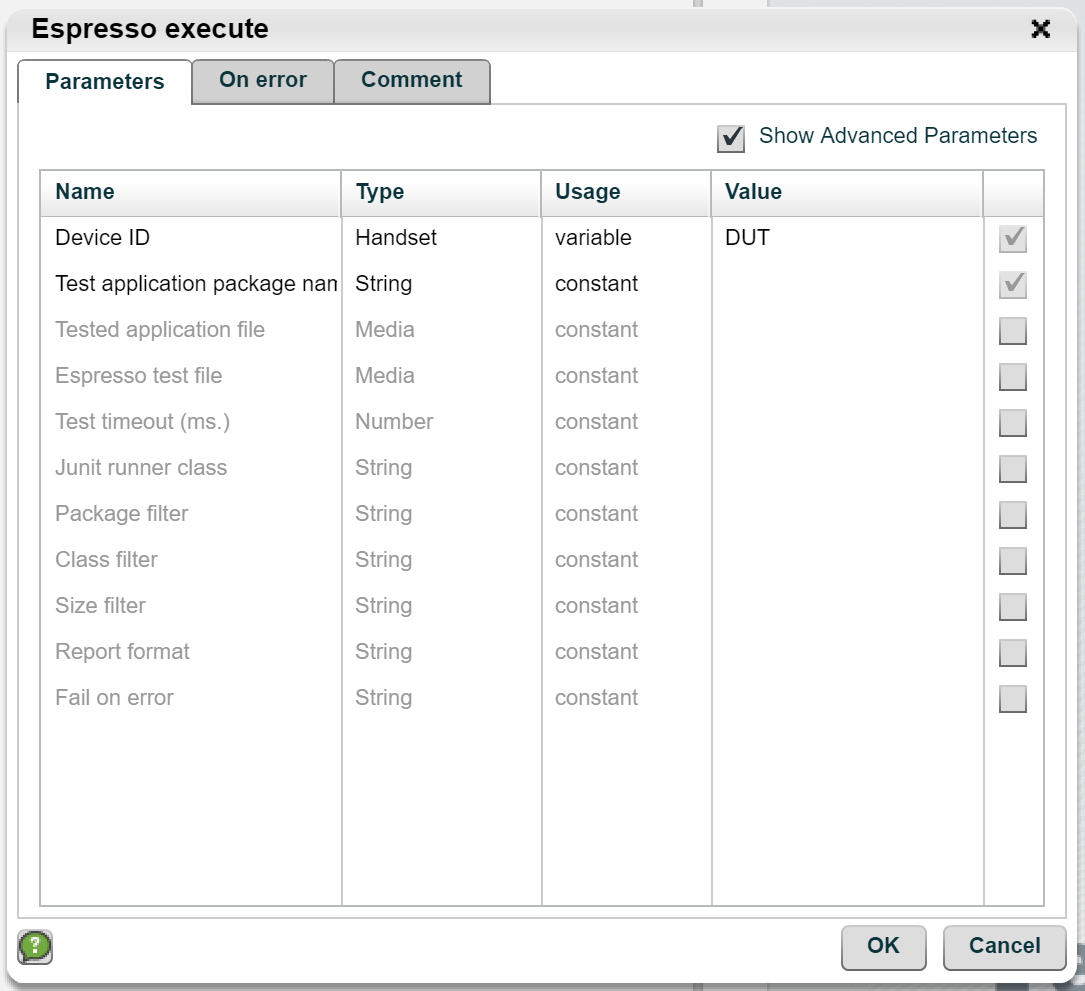 Espresso execute
Parameters On error Comment
Show Advanced Parameters
Name Type Usage Value
Device ID Handset variable DUT
Test application package nam String constant
Tested application file Media constant
Espresso test file Media constant
Test timeout (ms.) Number constant
Junit runner class String constant
Package filter String constant
Class filter String constant
Size filter String constant
Report format String constant
Fail on error String constant
? OK Cancel